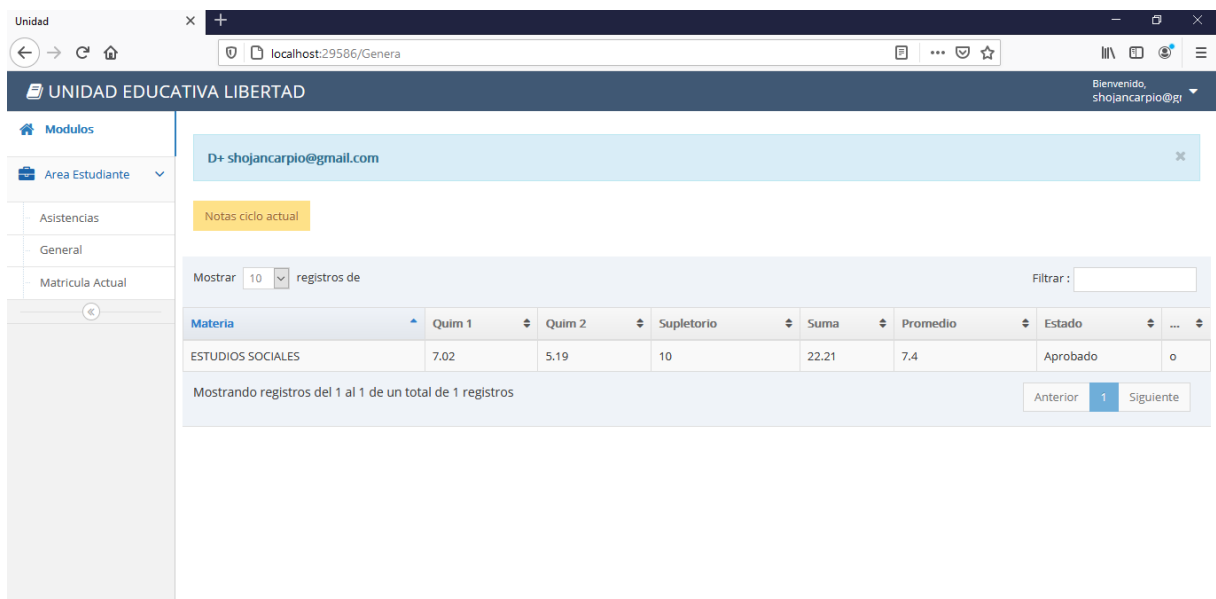 Unidad
localhost:29586/Genera
UNIDAD EDUCATIVA LIBERTAD
Bienvenido,
shojancarpio@gr
Modulos
Area Estudiante
Asistencias
General
Matricula Actual
D+ shojancarpio@gmail.com
Notas ciclo actual
Mostrar 10 registros de
Filtrar :
Materia Quim 1 Quim 2 Supletorio Suma Promedio Estado ...
ESTUDIOS SOCIALES 7.02 5.19 10 22.21 7.4 Aprobado o
Mostrando registros del 1 al 1 de un total de 1 registros
Anterior 1 Siguiente